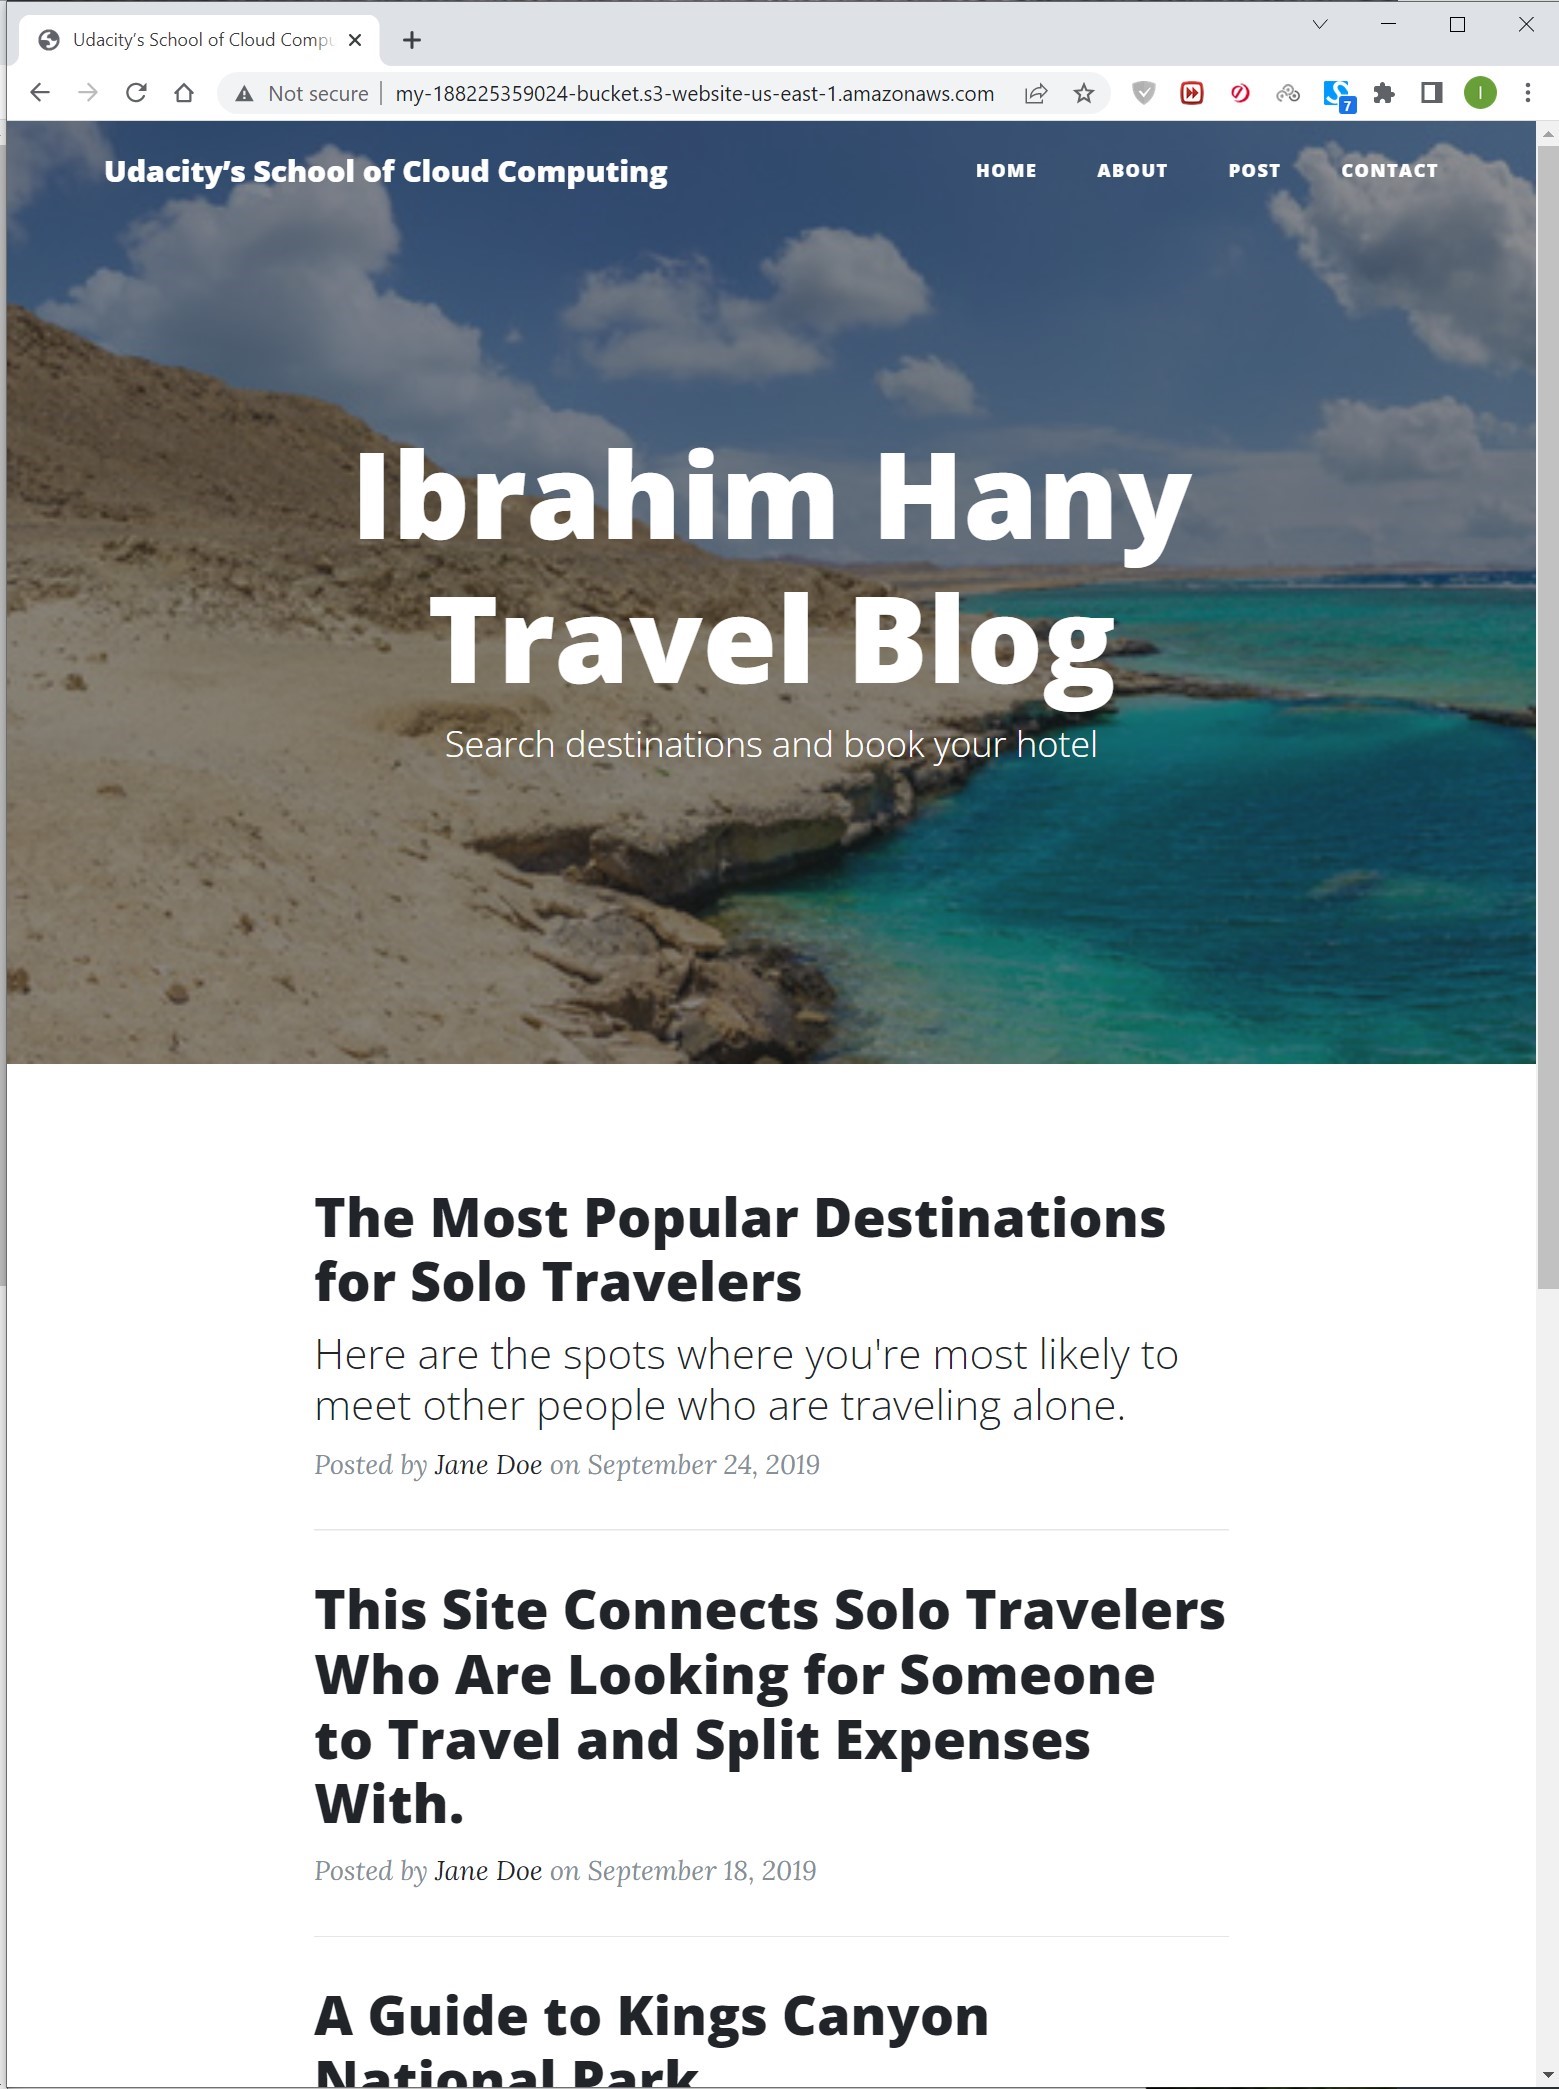 Udacity’s School of Cloud Compu
Not secure
my-188225359024-bucket.s3-website-us-east-1.amazonaws.com
7
I
Udacity’s School of Cloud Computing
HOME
ABOUT
POST
CONTACT
Ibrahim Hany
Travel Blog
Search destinations and book your hotel
The Most Popular Destinations
for Solo Travelers
Here are the spots where you're most likely to
meet other people who are traveling alone.
Posted by Jane Doe on September 24, 2019
This Site Connects Solo Travelers
Who Are Looking for Someone
to Travel and Split Expenses
With.
Posted by Jane Doe on September 18, 2019
A Guide to Kings Canyon
National Park